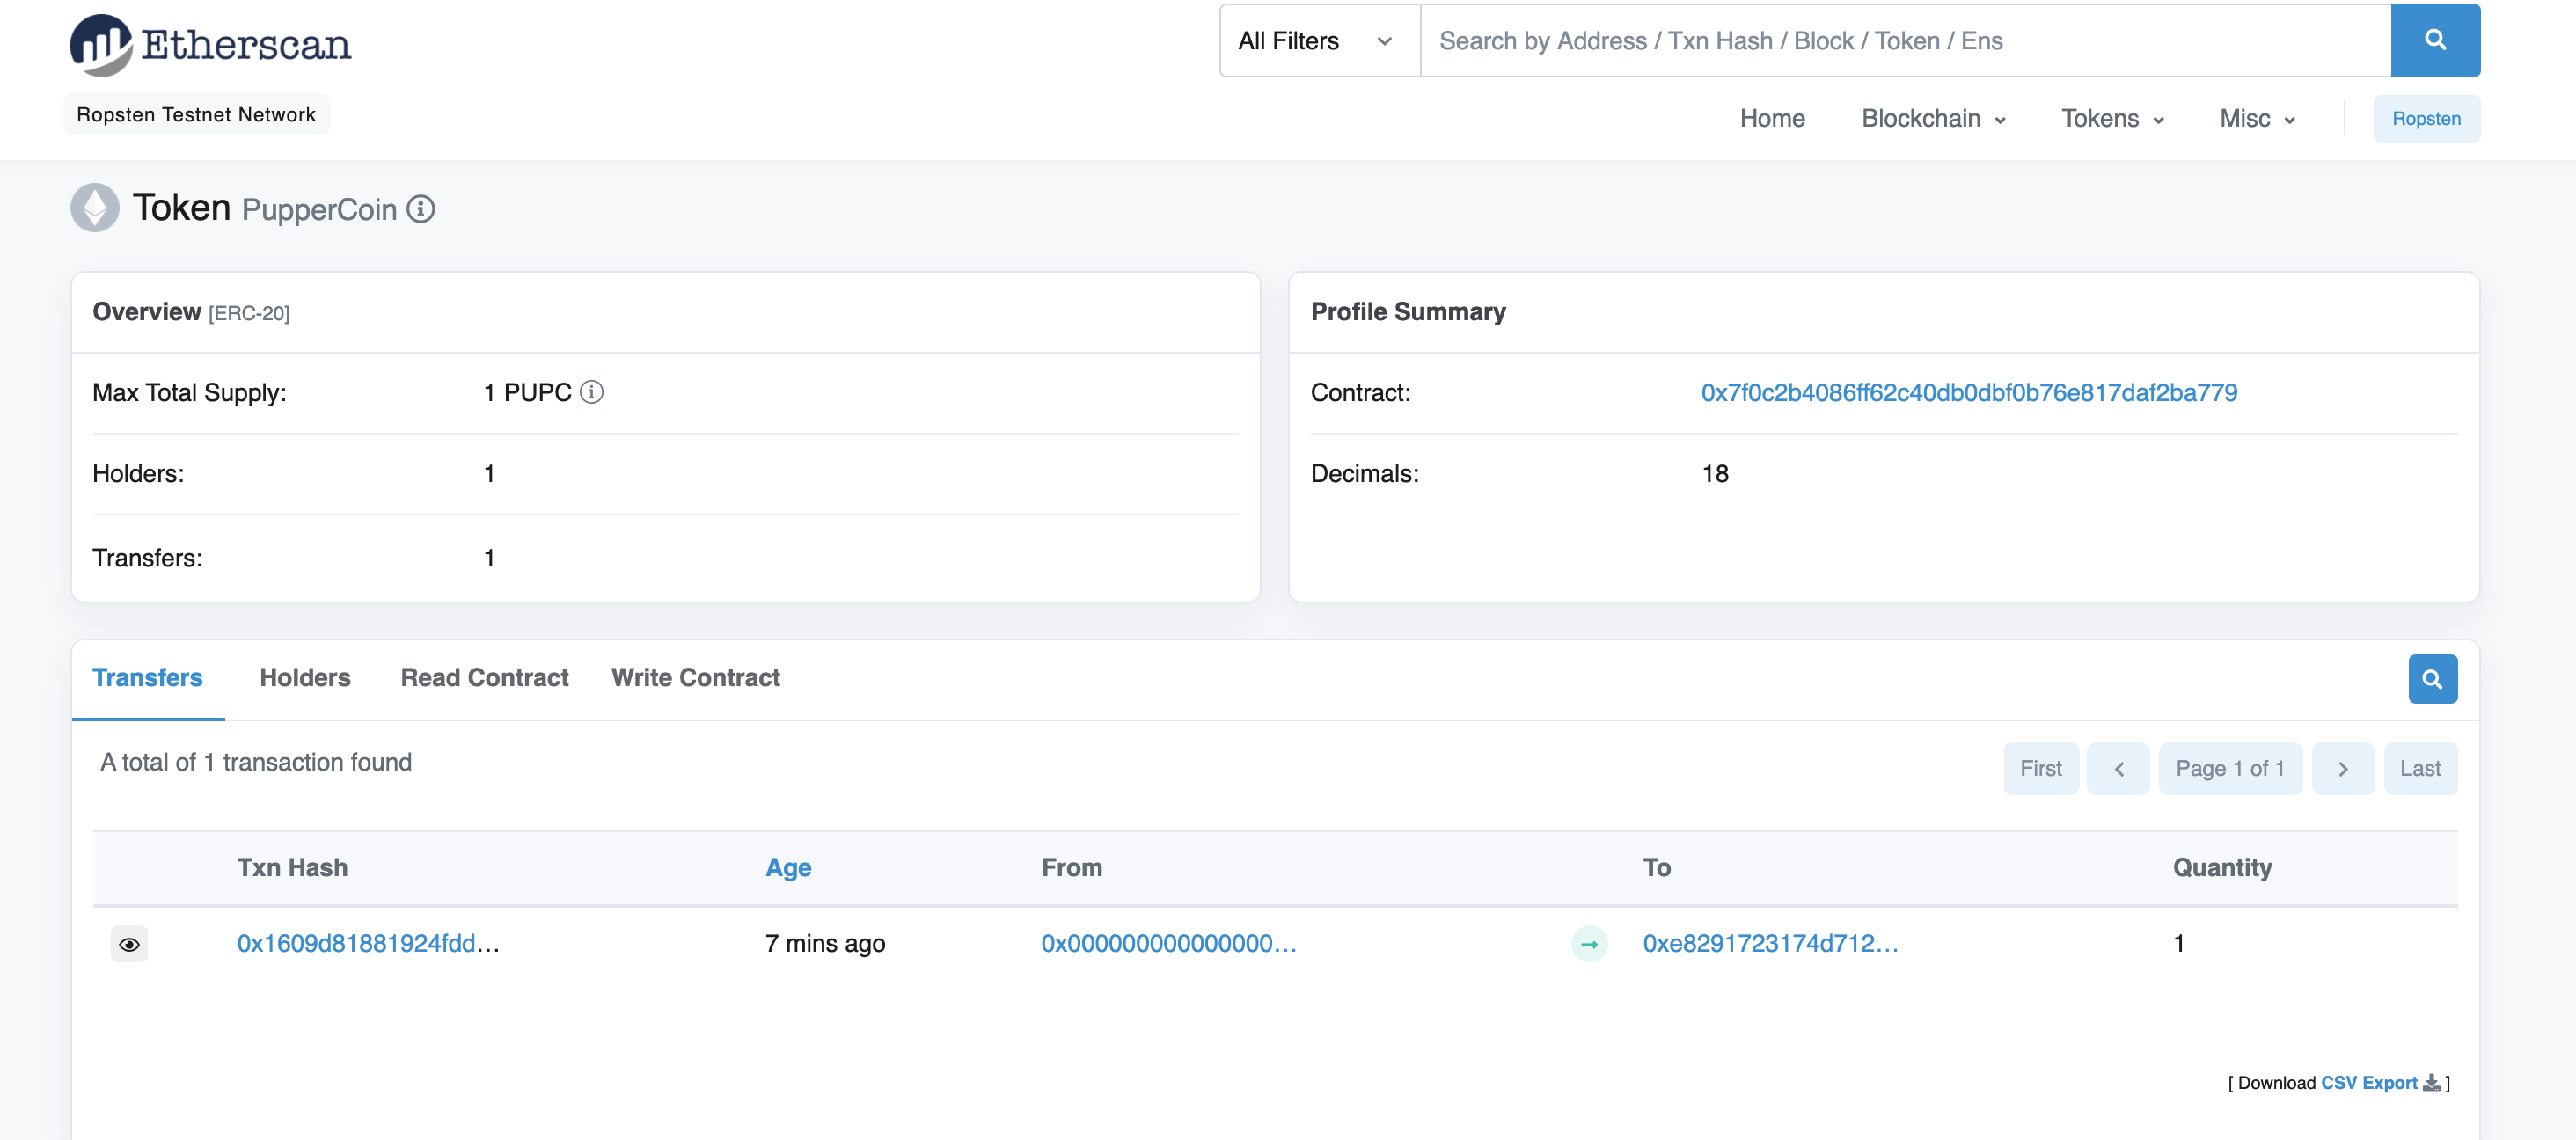 Etherscan
All Filters
Search by Address / Txn Hash / Block / Token / Ens
Ropsten Testnet Network
Home Blockchain Tokens Misc Ropsten
Token PupperCoin
Overview [ERC-20]
Max Total Supply: 1 PUPC
Holders: 1
Transfers: 1
Profile Summary
Contract: 0x7f0c2b4086ff62c40db0dbf0b76e817daf2ba779
Decimals: 18
Transfers Holders Read Contract Write Contract
A total of 1 transaction found
First Page 1 of 1 Last
Txn Hash Age From To Quantity
0x1609d81881924fdd... 7 mins ago 0x000000000000000... 0xe8291723174d712... 1
[ Download CSV Export ]